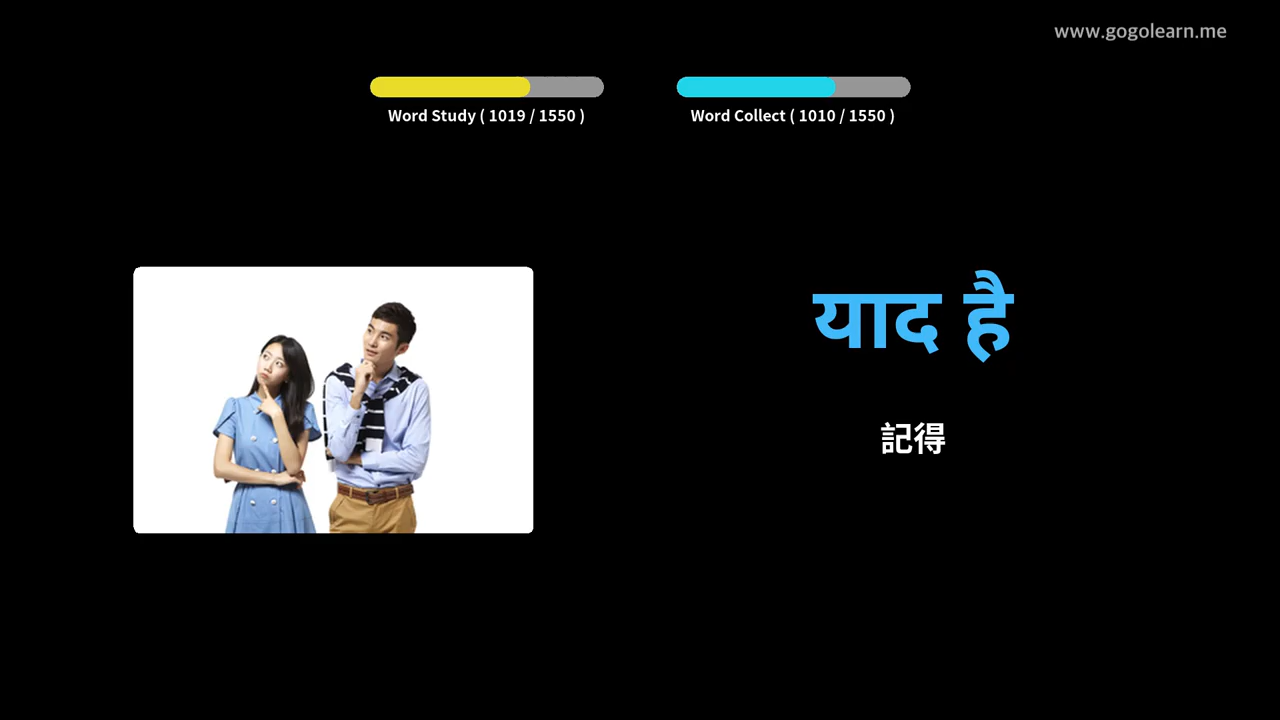 www.gogolearn.me
Word Study ( 1019 / 1550 )
Word Collect ( 1010 / 1550 )
याद है
記得